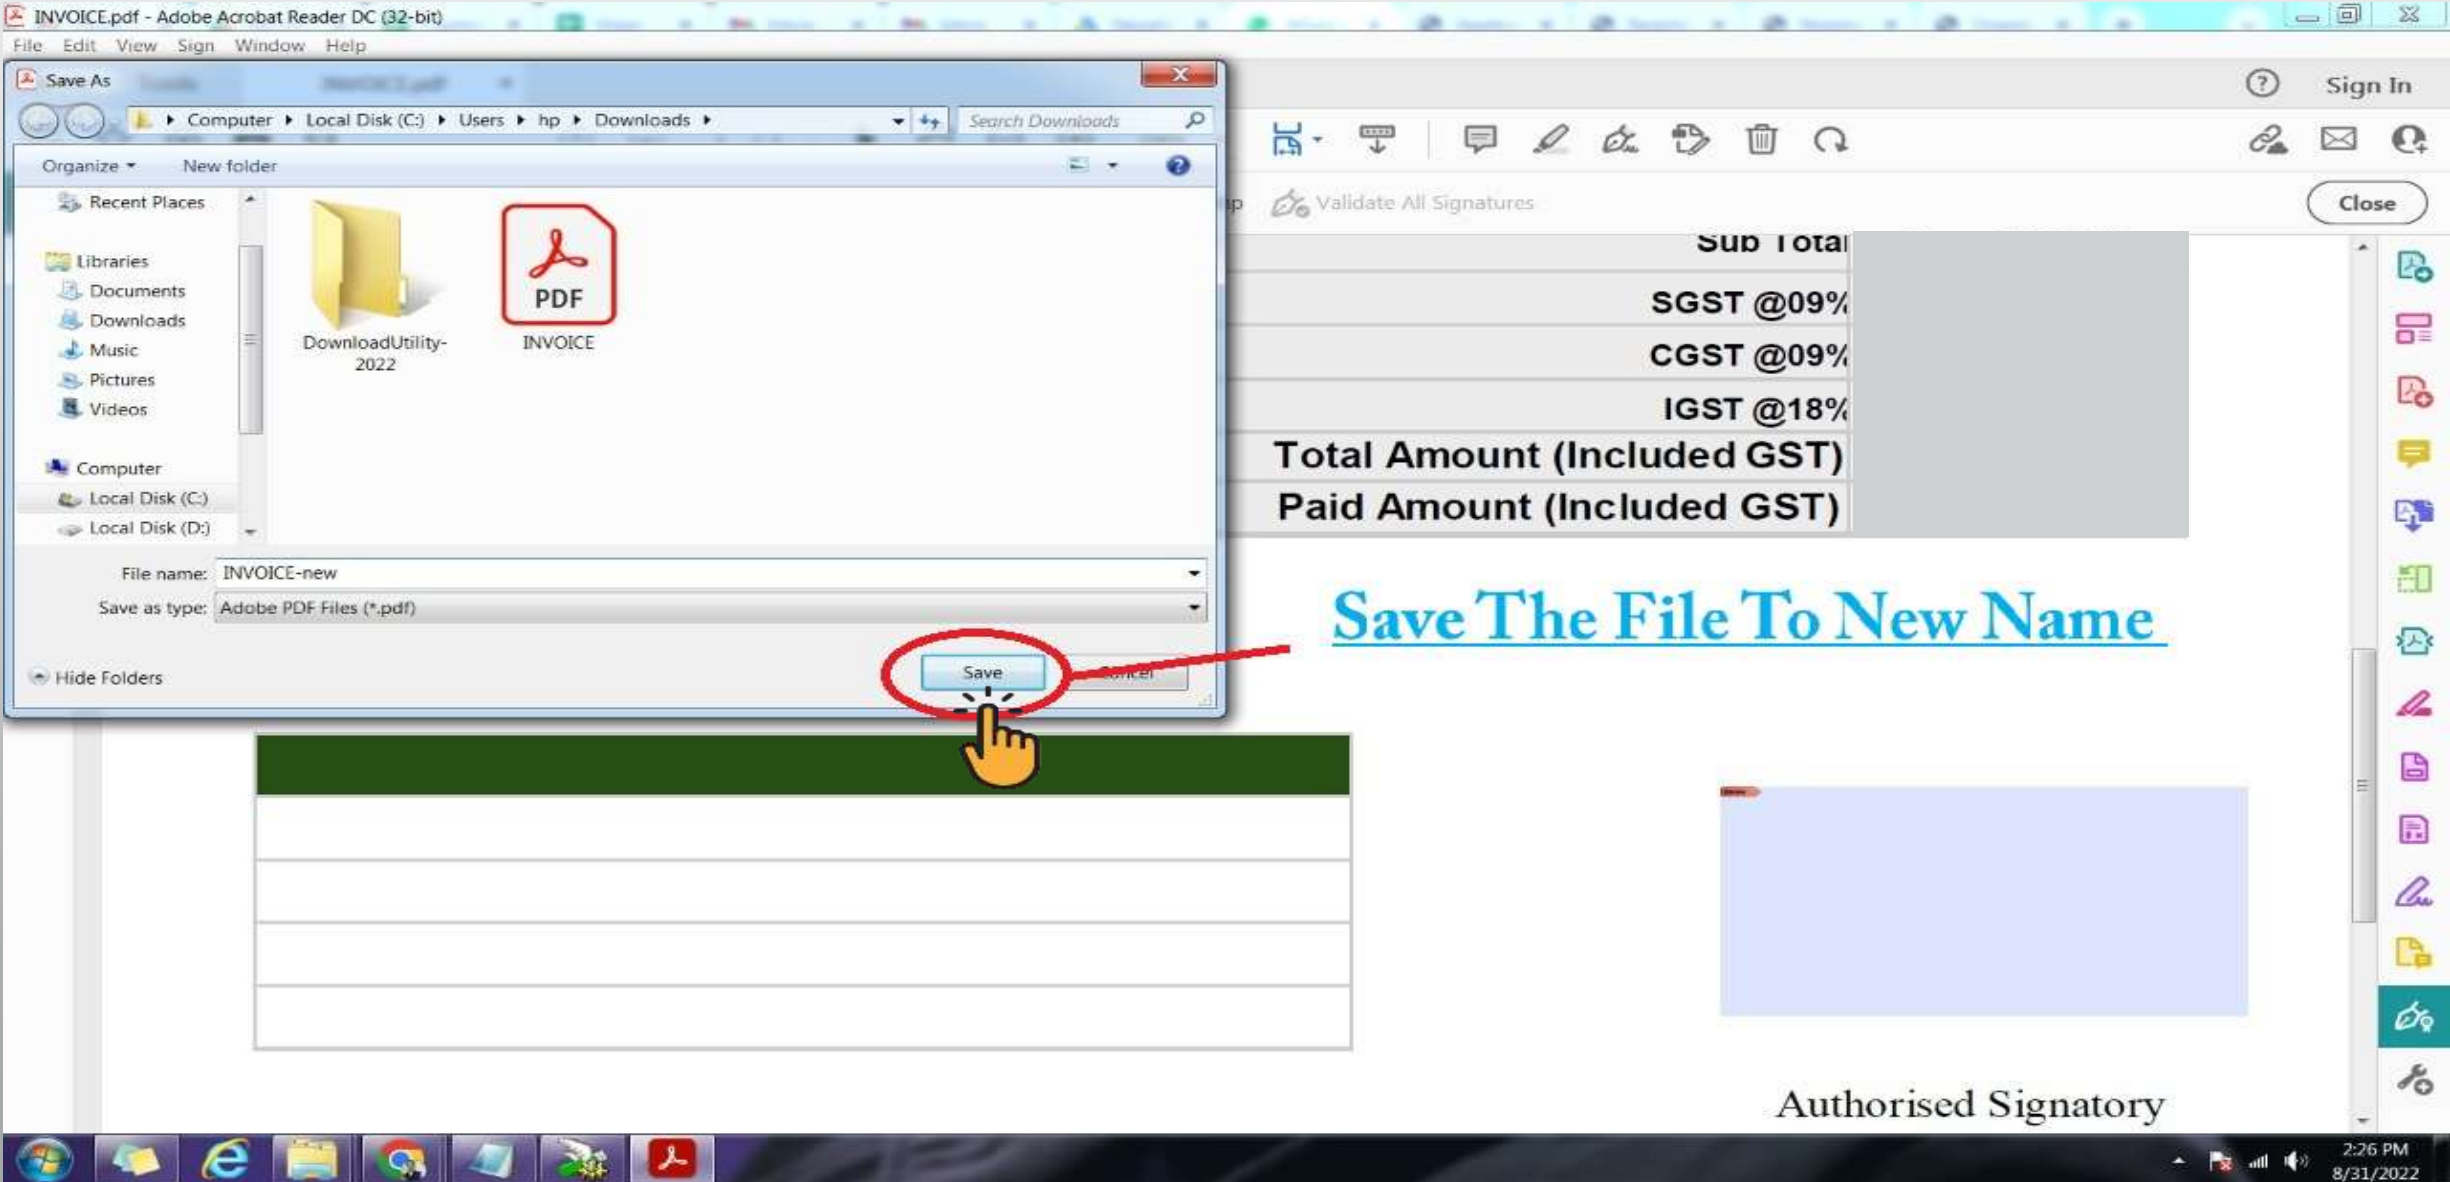 INVOICE.pdf - Adobe Acrobat Reader DC (32-bit)
File Edit View Sign Window Help
Save As
Computer Local Disk (C:) Users hp Downloads
Search Downloads
Organize New folder
Recent Places
Libraries
Documents
Downloads
Music
Pictures
Videos
Computer
Local Disk (C:)
Local Disk (D:)
DownloadUtility-
2022
PDF
INVOICE
File name: INVOICE-new
Save as type: Adobe PDF Files (*.pdf)
Hide Folders
Save
Cancel
Sign In
Validate All Signatures
Close
Sub Total
SGST @09%
CGST @09%
IGST @18%
Total Amount (Included GST)
Paid Amount (Included GST)
Save The File To New Name
Authorised Signatory
2:26 PM
8/31/2022